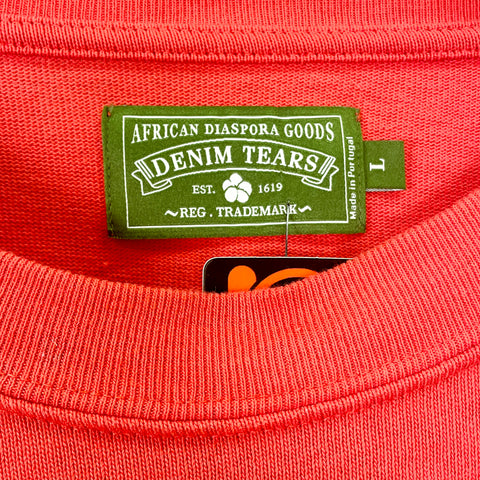 AFRICAN DIASPORA GOODS
DENIM TEARS
EST. 1619
~REG. TRADEMARK~
Made in Portugal
L